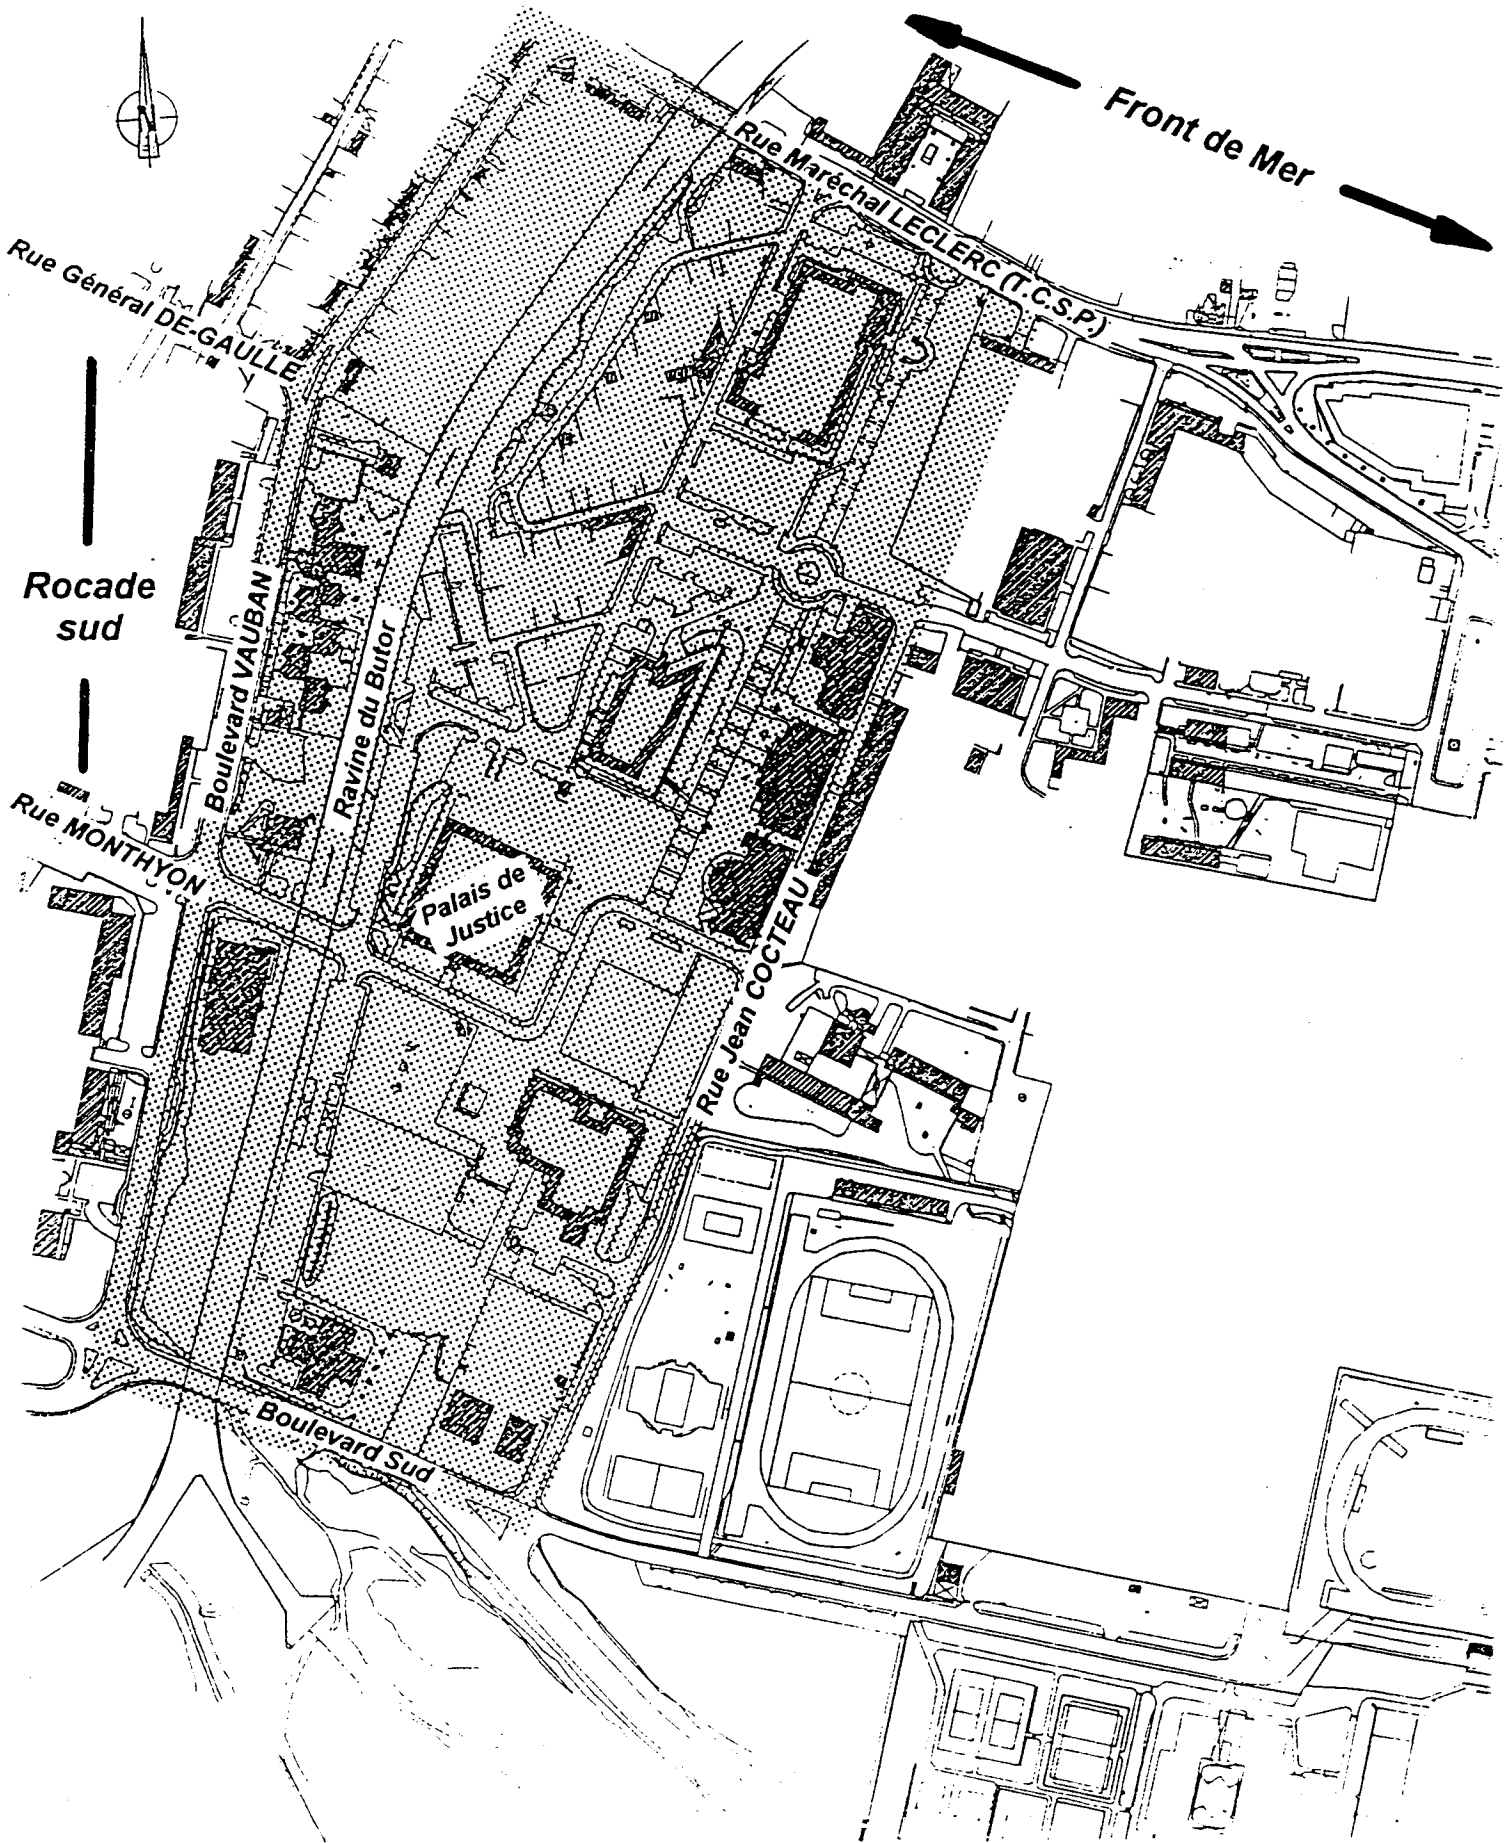 N
Front de Mer
Rue Maréchal LECLERC (T.C.S.P.)
Rue Général DE-GAULLE
Rocade
sud
Boulevard VAUBAN
Ravine du Butor
Rue MONTHYON
Palais de
Justice
Rue Jean COCTEAU
Boulevard Sud